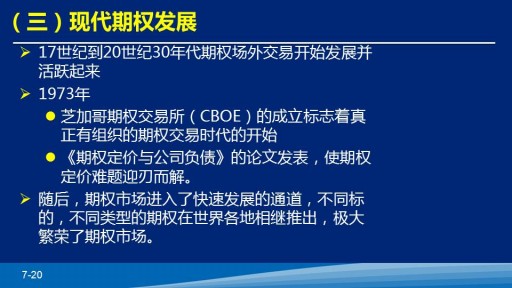 （三）现代期权发展
17世纪到20世纪30年代期权场外交易开始发展并
活跃起来
1973年
芝加哥期权交易所（CBOE）的成立标志着真
正有组织的期权交易时代的开始
《期权定价与公司负债》的论文发表，使期权
定价难题迎刃而解。
随后，期权市场进入了快速发展的通道，不同标
的，不同类型的期权在世界各地相继推出，极大
繁荣了期权市场。
7-20